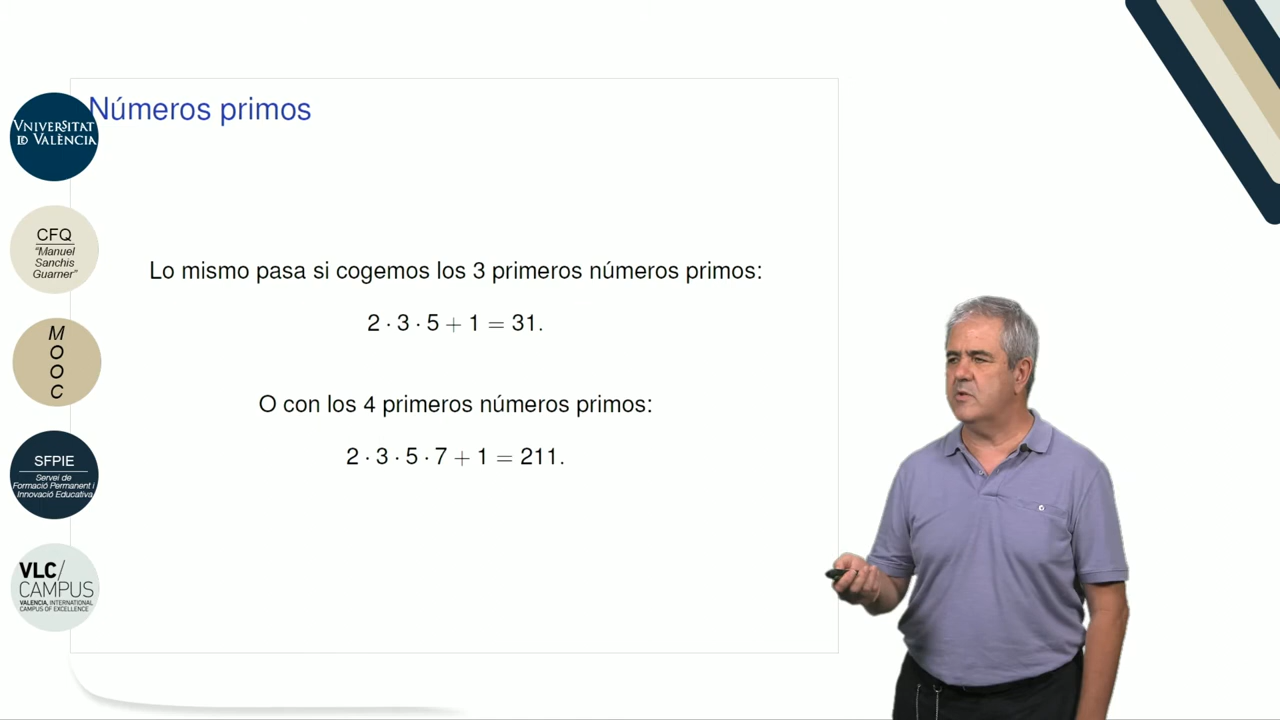 Números primos
VNIVERSITAT
ID VALÈNCIA
CFQ
"Manuel
Sanchis
Guarner"
Lo mismo pasa si cogemos los 3 primeros números primos:
2 · 3 · 5 + 1 = 31.
M
O
O
C
O con los 4 primeros números primos:
2 · 3 · 5 · 7 + 1 = 211.
SFPIE
Servei de
Formació Permanent i
Innovació Educativa
VLC/
CAMPUS
VALENCIA, INTERNATIONAL
CAMPUS OF EXCELLENCE